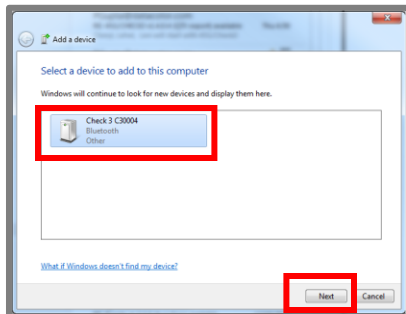 Add a device
Select a device to add to this computer
Windows will continue to look for new devices and display them here.
Check 3 C30004
Bluetooth
Other
What if Windows doesn't find my device?
Next
Cancel